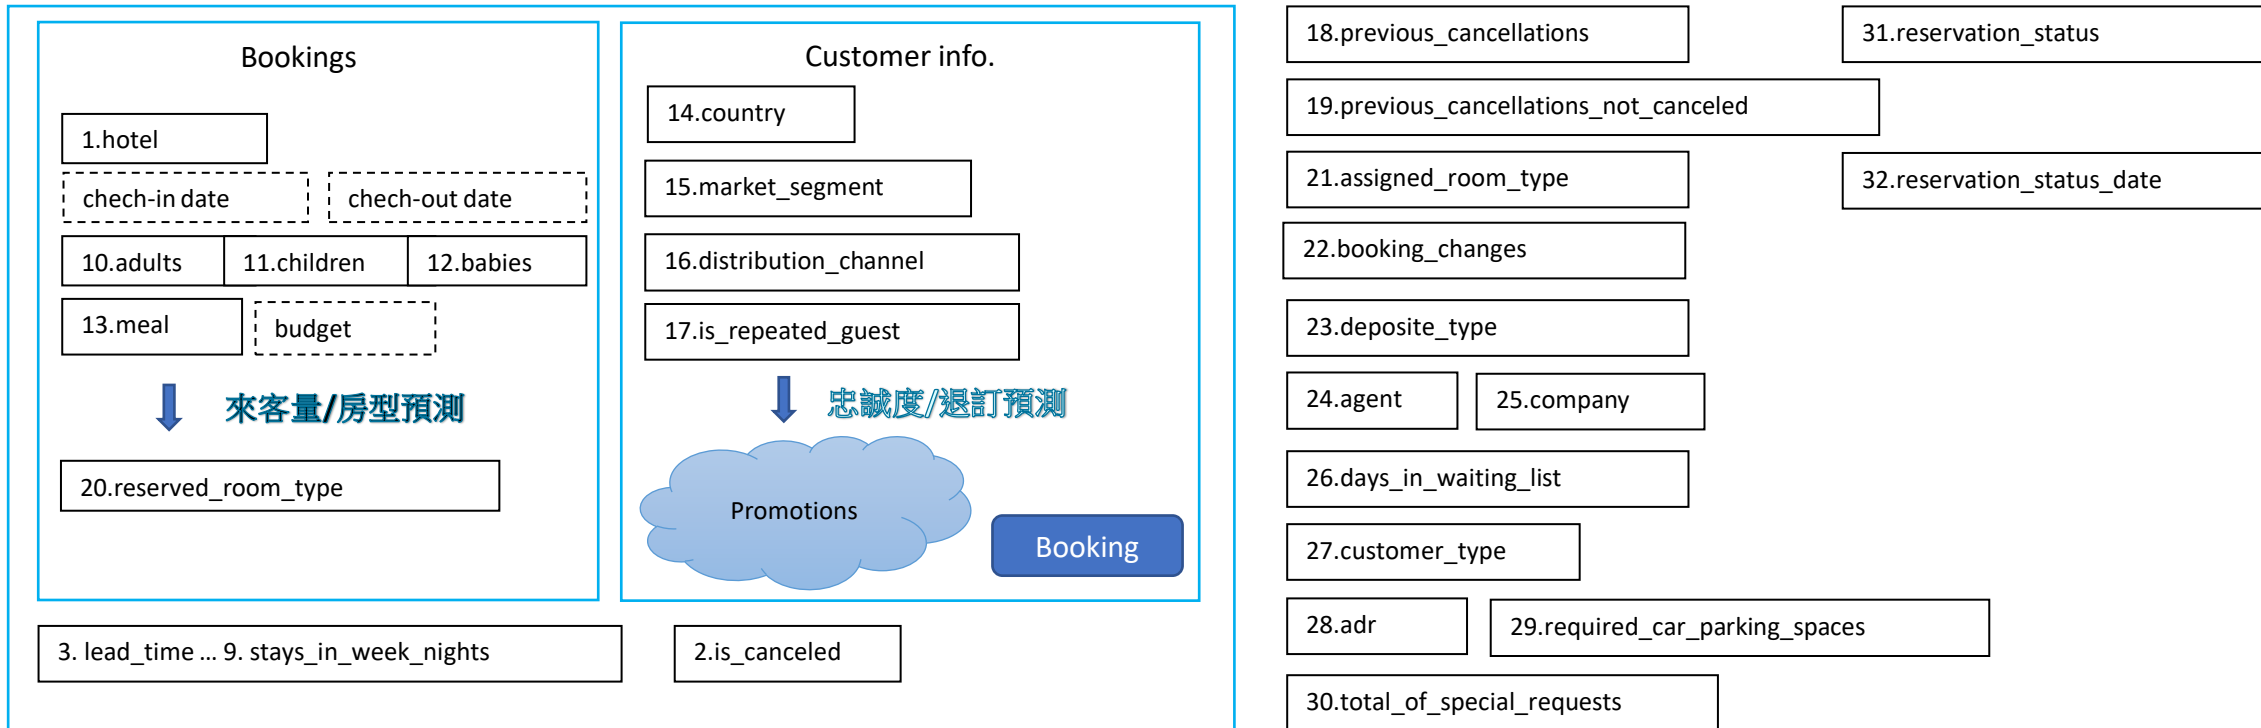 Bookings
1.hotel
chech-in date
chech-out date
10.adults
11.children
12.babies
13.meal
budget
來客量/房型預測
20.reserved_room_type
Customer info.
14.country
15.market_segment
16.distribution_channel
17.is_repeated_guest
忠誠度/退訂預測
Promotions
Booking
3. lead_time ... 9. stays_in_week_nights
2.is_canceled
18.previous_cancellations
31.reservation_status
19.previous_cancellations_not_canceled
21.assigned_room_type
32.reservation_status_date
22.booking_changes
23.deposite_type
24.agent
25.company
26.days_in_waiting_list
27.customer_type
28.adr
29.required_car_parking_spaces
30.total_of_special_requests